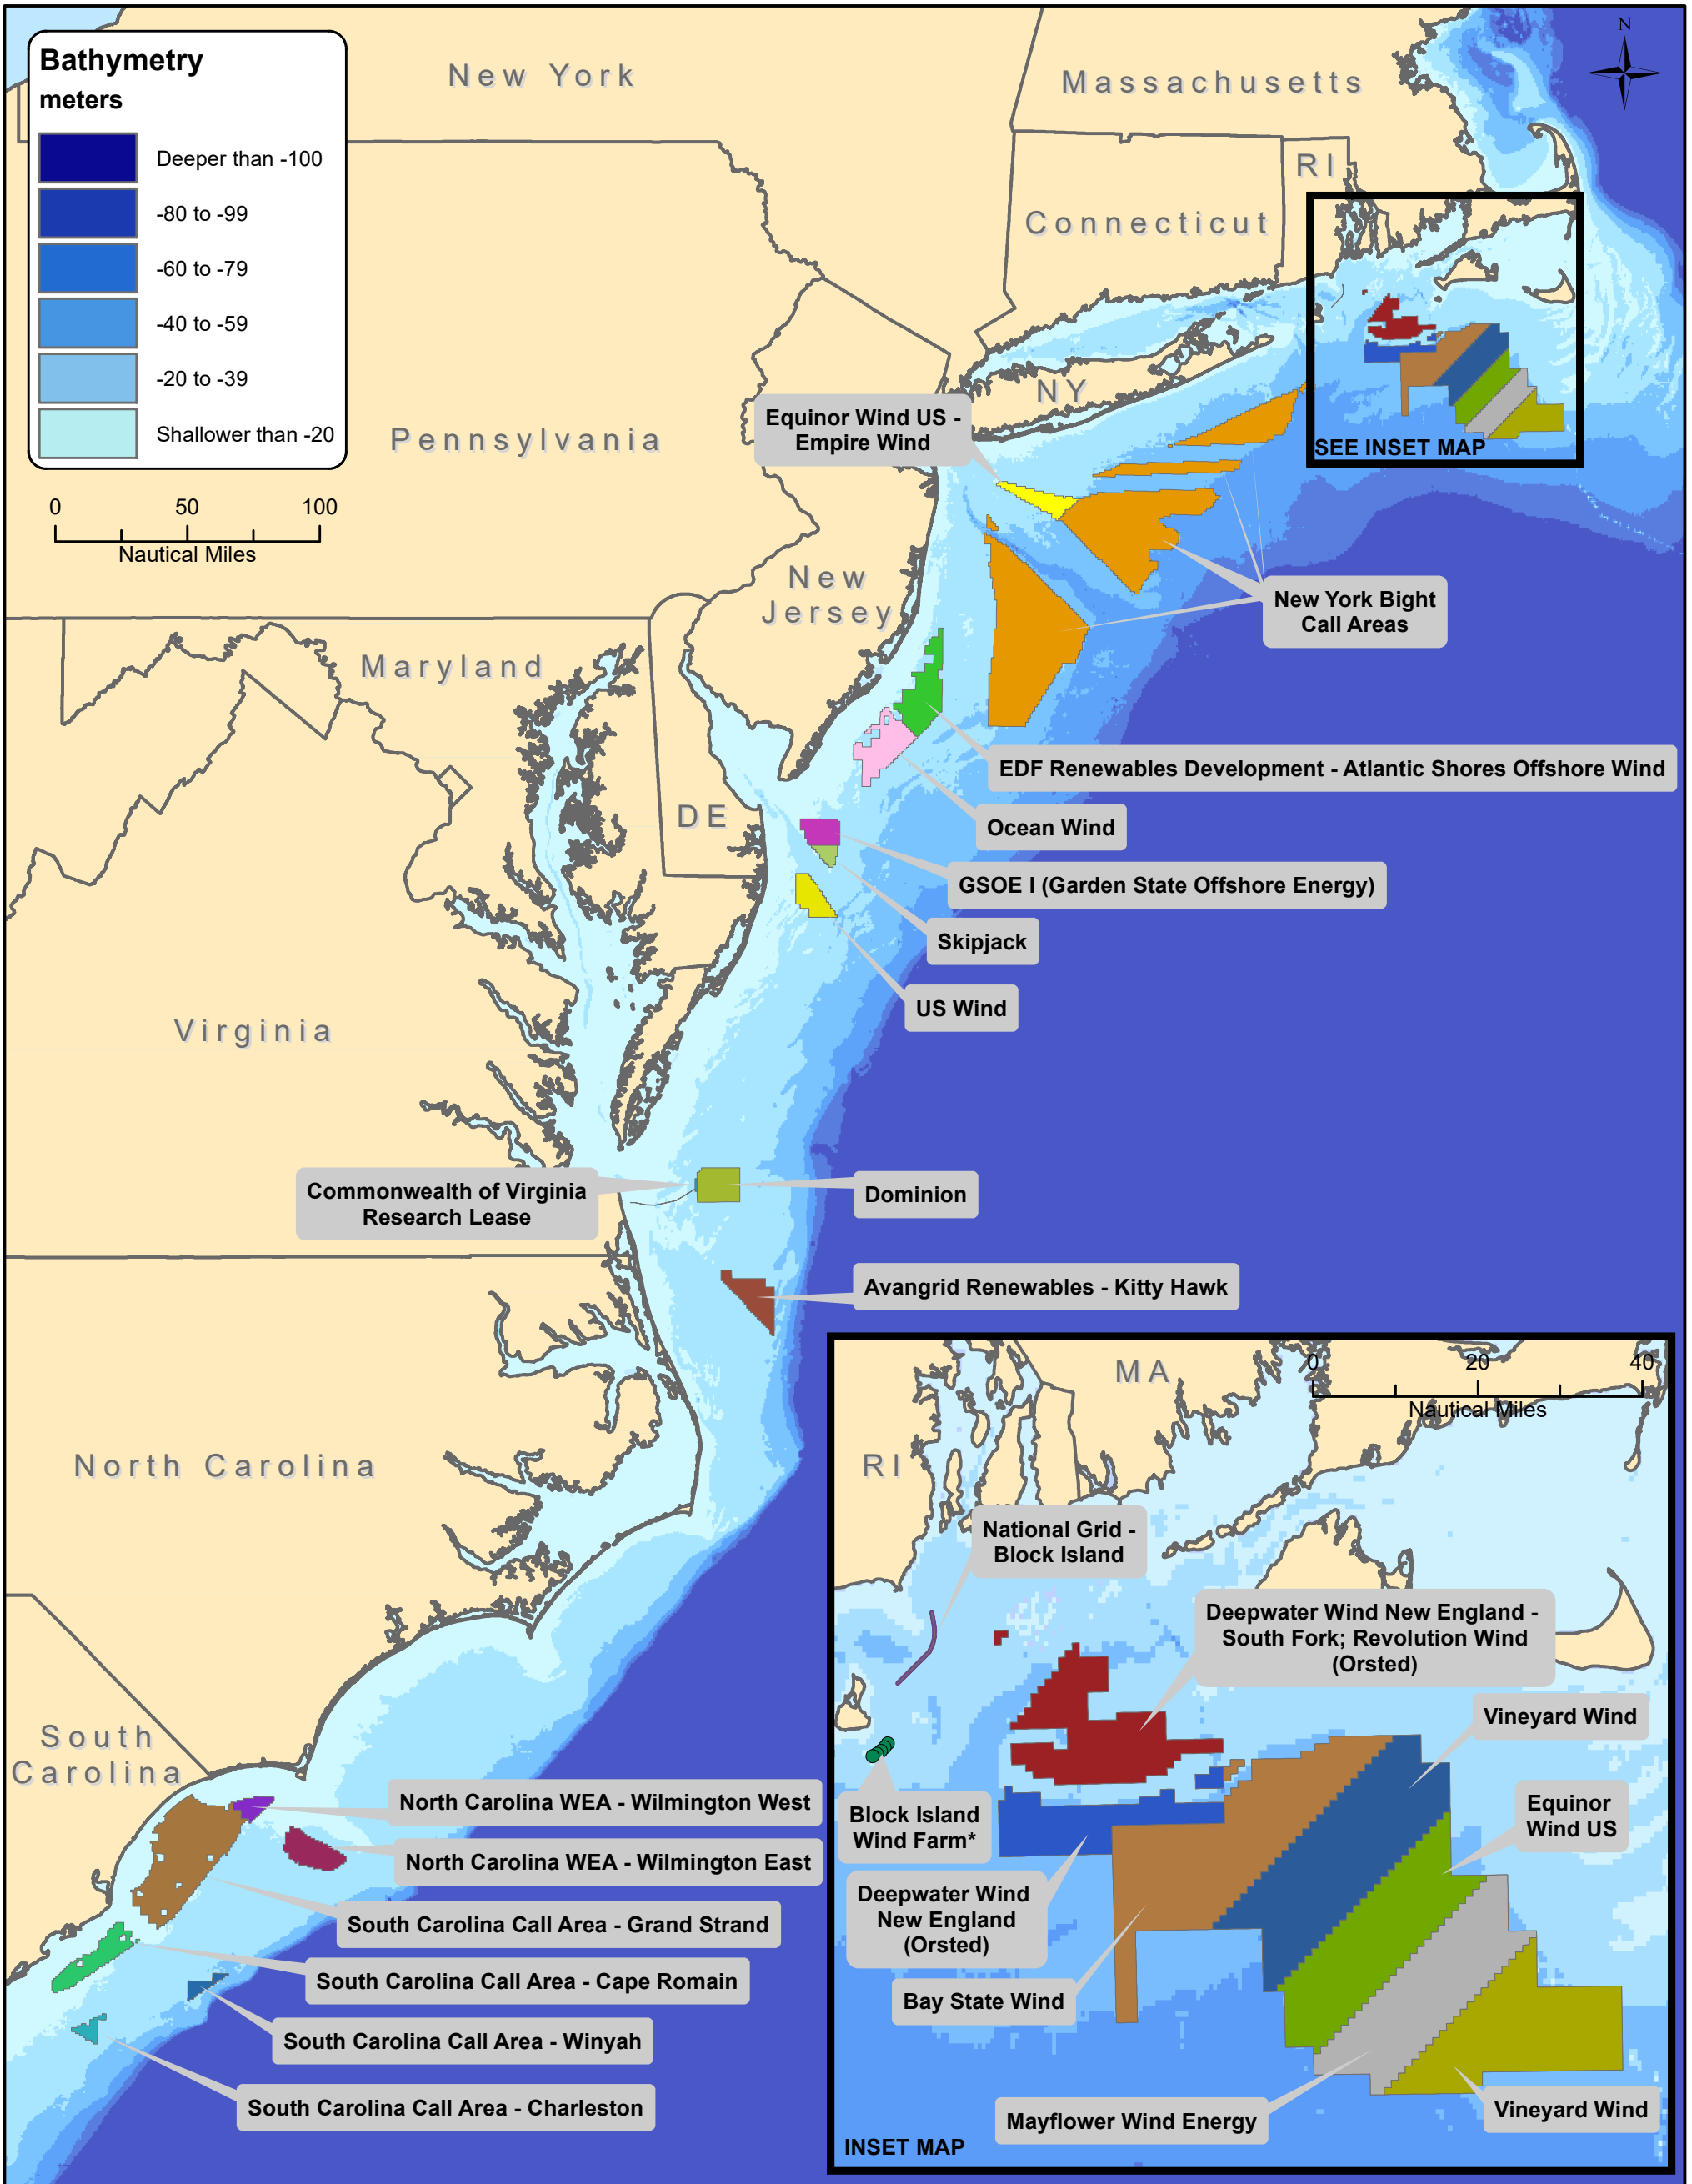 Bathymetry
meters
Deeper than -100
-80 to -99
-60 to -79
-40 to -59
-20 to -39
Shallower than -20
0 50 100
Nautical Miles
N
New York
Massachusetts
RI
Connecticut
NY
Pennsylvania
New
Jersey
Maryland
DE
Virginia
North Carolina
South
Carolina
SEE INSET MAP
Equinor Wind US -
Empire Wind
New York Bight
Call Areas
EDF Renewables Development - Atlantic Shores Offshore Wind
Ocean Wind
GSOE I (Garden State Offshore Energy)
Skipjack
US Wind
Commonwealth of Virginia
Research Lease
Dominion
Avangrid Renewables - Kitty Hawk
North Carolina WEA - Wilmington West
North Carolina WEA - Wilmington East
South Carolina Call Area - Grand Strand
South Carolina Call Area - Cape Romain
South Carolina Call Area - Winyah
South Carolina Call Area - Charleston
MA
0 20 40
Nautical Miles
RI
National Grid -
Block Island
Deepwater Wind New England -
South Fork; Revolution Wind
(Orsted)
Vineyard Wind
Equinor
Wind US
Block Island
Wind Farm*
Deepwater Wind
New England
(Orsted)
Bay State Wind
Mayflower Wind Energy
Vineyard Wind
INSET MAP